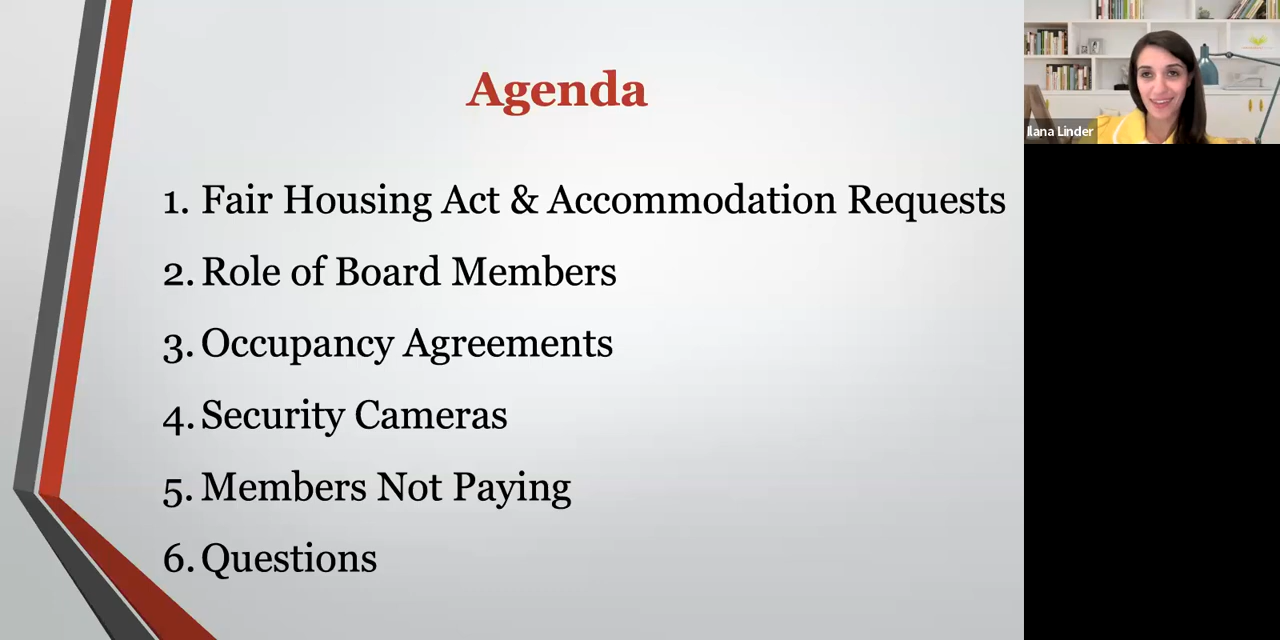 Agenda
1. Fair Housing Act & Accommodation Requests
2. Role of Board Members
3. Occupancy Agreements
4. Security Cameras
5. Members Not Paying
6. Questions
Ilana Linder